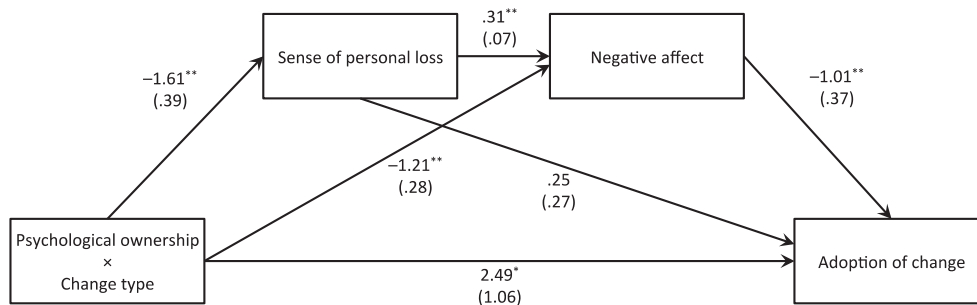 .31**
(.07)
Sense of personal loss
Negative affect
–1.61**
(.39)
–1.01**
(.37)
–1.21**
(.28)
.25
(.27)
Psychological ownership
×
Change type
Adoption of change
2.49*
(1.06)